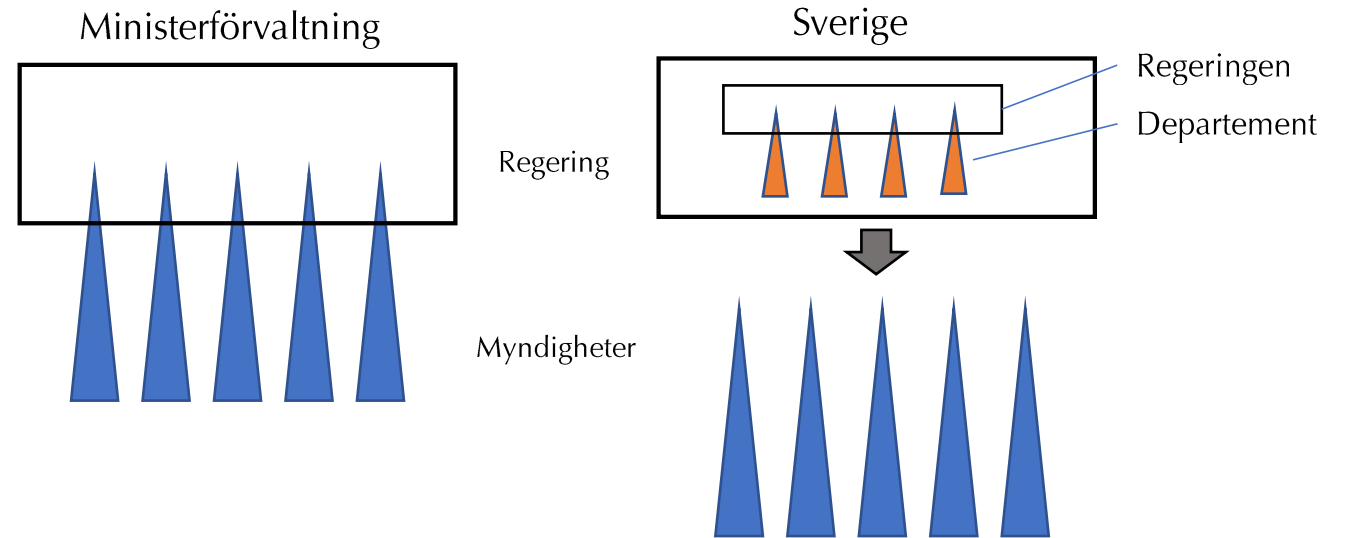 Ministerförvaltning
Sverige
Regeringen
Departement
Regering
Myndigheter